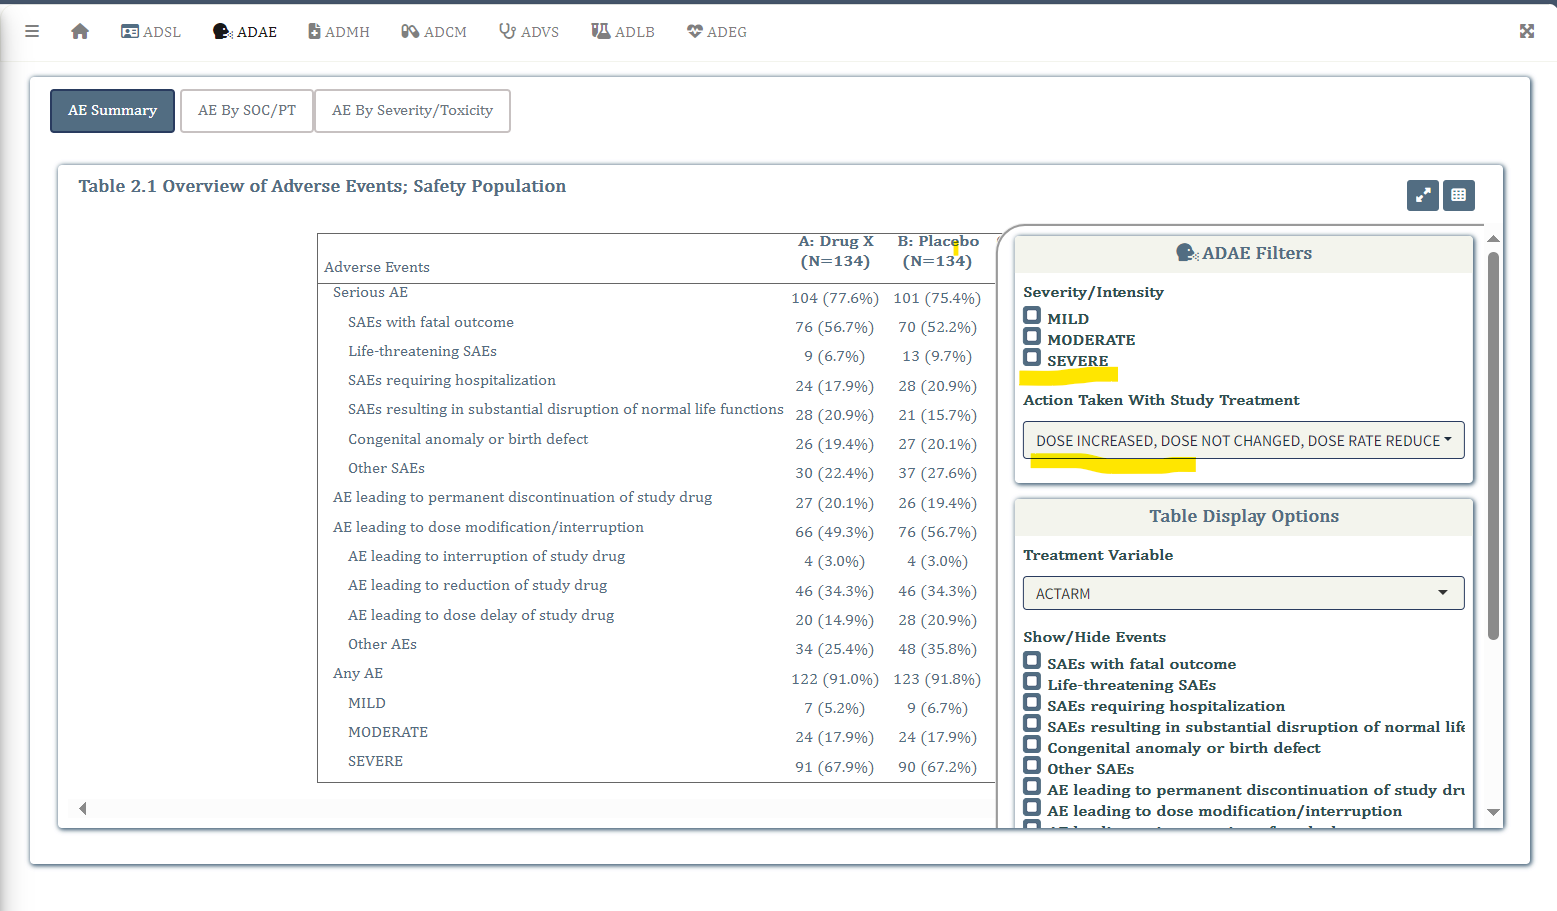 ADSL ADAE ADMH ADCM ADVS ADLB ADEG
AE Summary AE By SOC/PT AE By Severity/Toxicity
Table 2.1 Overview of Adverse Events; Safety Population
A: Drug X B: Placebo
Adverse Events (N=134) (N=134)
Serious AE 104 (77.6%) 101 (75.4%)
SAEs with fatal outcome 76 (56.7%) 70 (52.2%)
Life-threatening SAEs 9 (6.7%) 13 (9.7%)
SAEs requiring hospitalization 24 (17.9%) 28 (20.9%)
SAEs resulting in substantial disruption of normal life functions 28 (20.9%) 21 (15.7%)
Congenital anomaly or birth defect 26 (19.4%) 27 (20.1%)
Other SAEs 30 (22.4%) 37 (27.6%)
AE leading to permanent discontinuation of study drug 27 (20.1%) 26 (19.4%)
AE leading to dose modification/interruption 66 (49.3%) 76 (56.7%)
AE leading to interruption of study drug 4 (3.0%) 4 (3.0%)
AE leading to reduction of study drug 46 (34.3%) 46 (34.3%)
AE leading to dose delay of study drug 20 (14.9%) 28 (20.9%)
Other AEs 34 (25.4%) 48 (35.8%)
Any AE 122 (91.0%) 123 (91.8%)
MILD 7 (5.2%) 9 (6.7%)
MODERATE 24 (17.9%) 24 (17.9%)
SEVERE 91 (67.9%) 90 (67.2%)
ADAE Filters
Severity/Intensity
MILD
MODERATE
SEVERE
Action Taken With Study Treatment
DOSE INCREASED, DOSE NOT CHANGED, DOSE RATE REDUCE
Table Display Options
Treatment Variable
ACTARM
Show/Hide Events
SAEs with fatal outcome
Life-threatening SAEs
SAEs requiring hospitalization
SAEs resulting in substantial disruption of normal life
Congenital anomaly or birth defect
Other SAEs
AE leading to permanent discontinuation of study dru
AE leading to dose modification/interruption